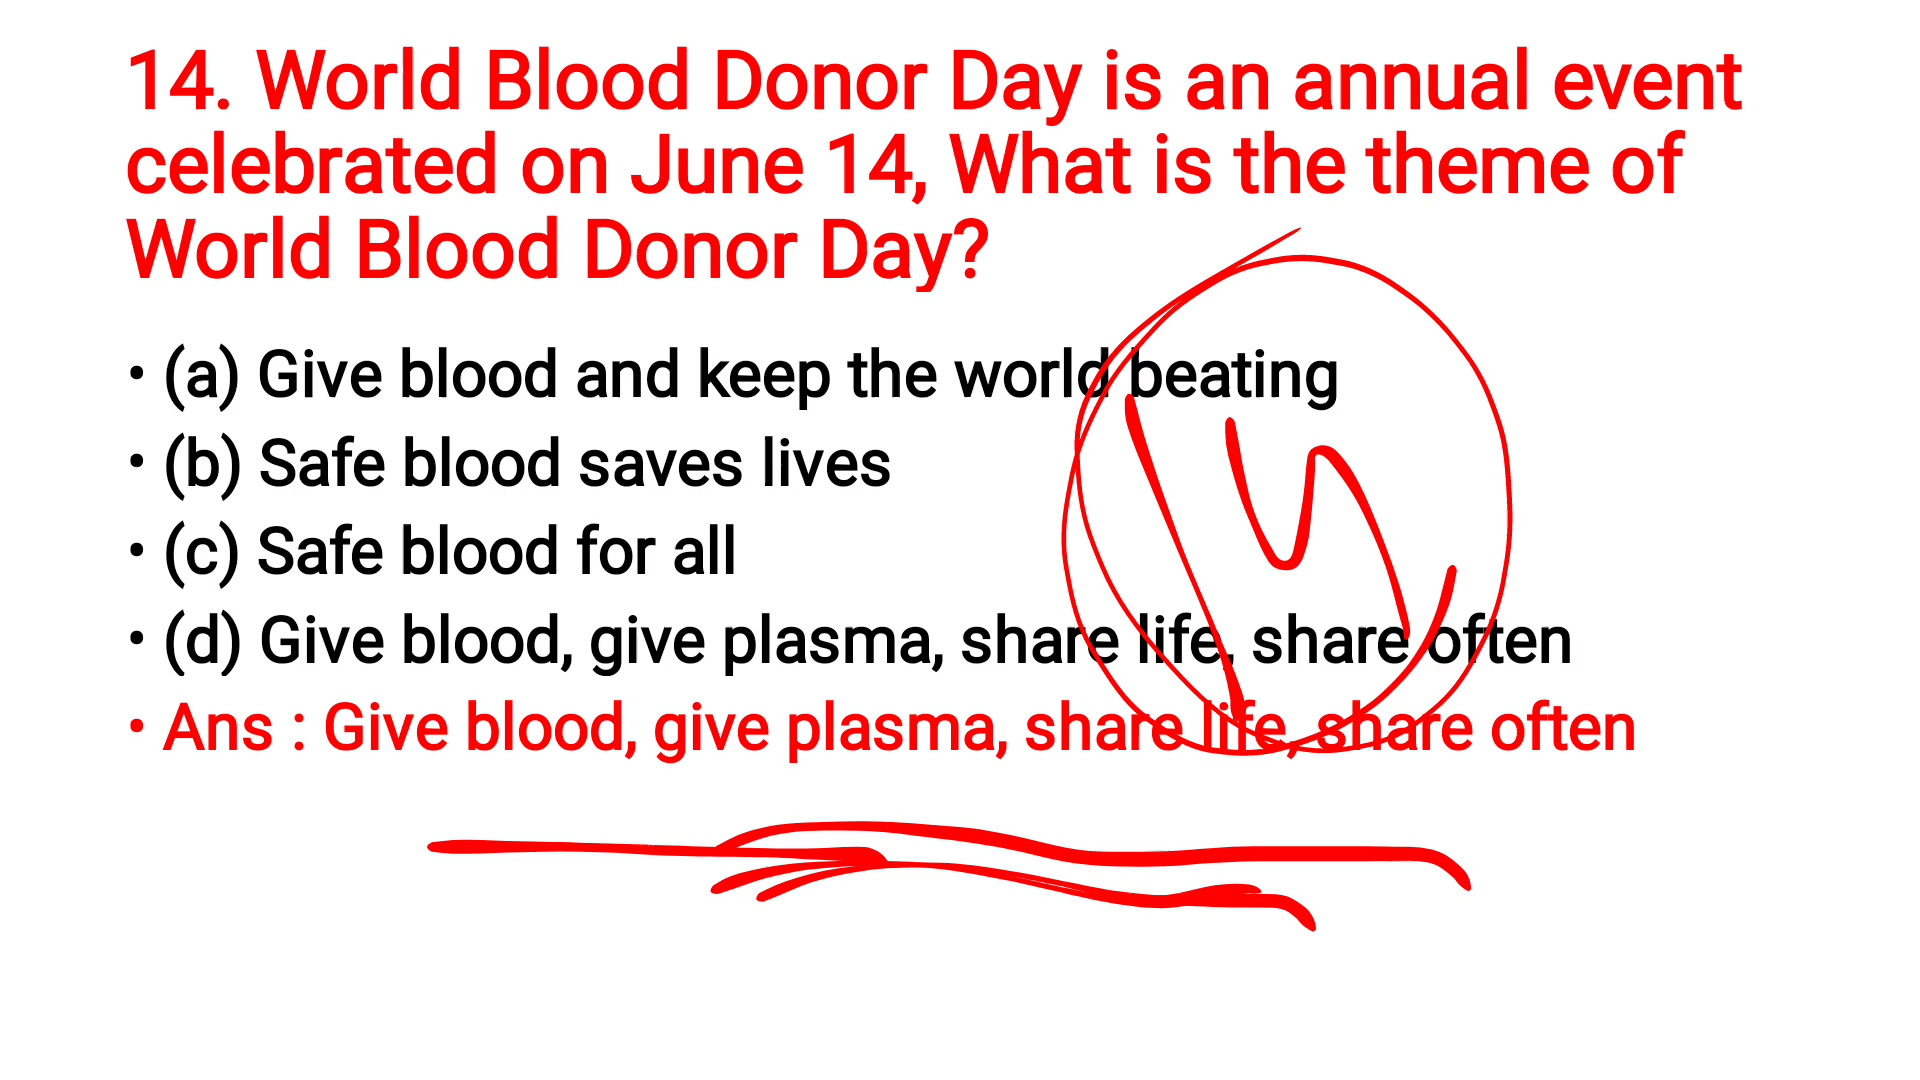 14. World Blood Donor Day is an annual event
celebrated on June 14, What is the theme of
World Blood Donor Day?
• (a) Give blood and keep the world beating
• (b) Safe blood saves lives
• (c) Safe blood for all
• (d) Give blood, give plasma, share life, share often
• Ans : Give blood, give plasma, share life, share often
14